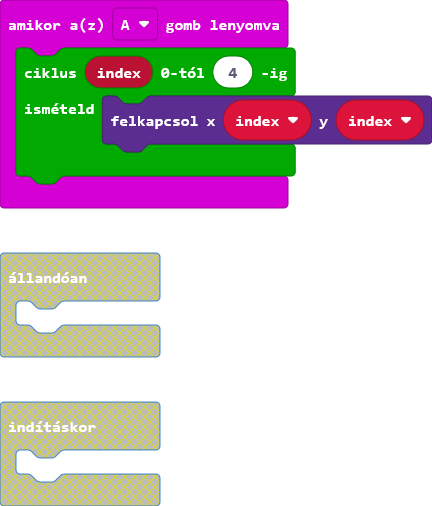 amikor a(z) A gomb lenyomva
ciklus index 0-tól 4 -ig
ismételd felkapcsol x index y index
állandóan
indításkor